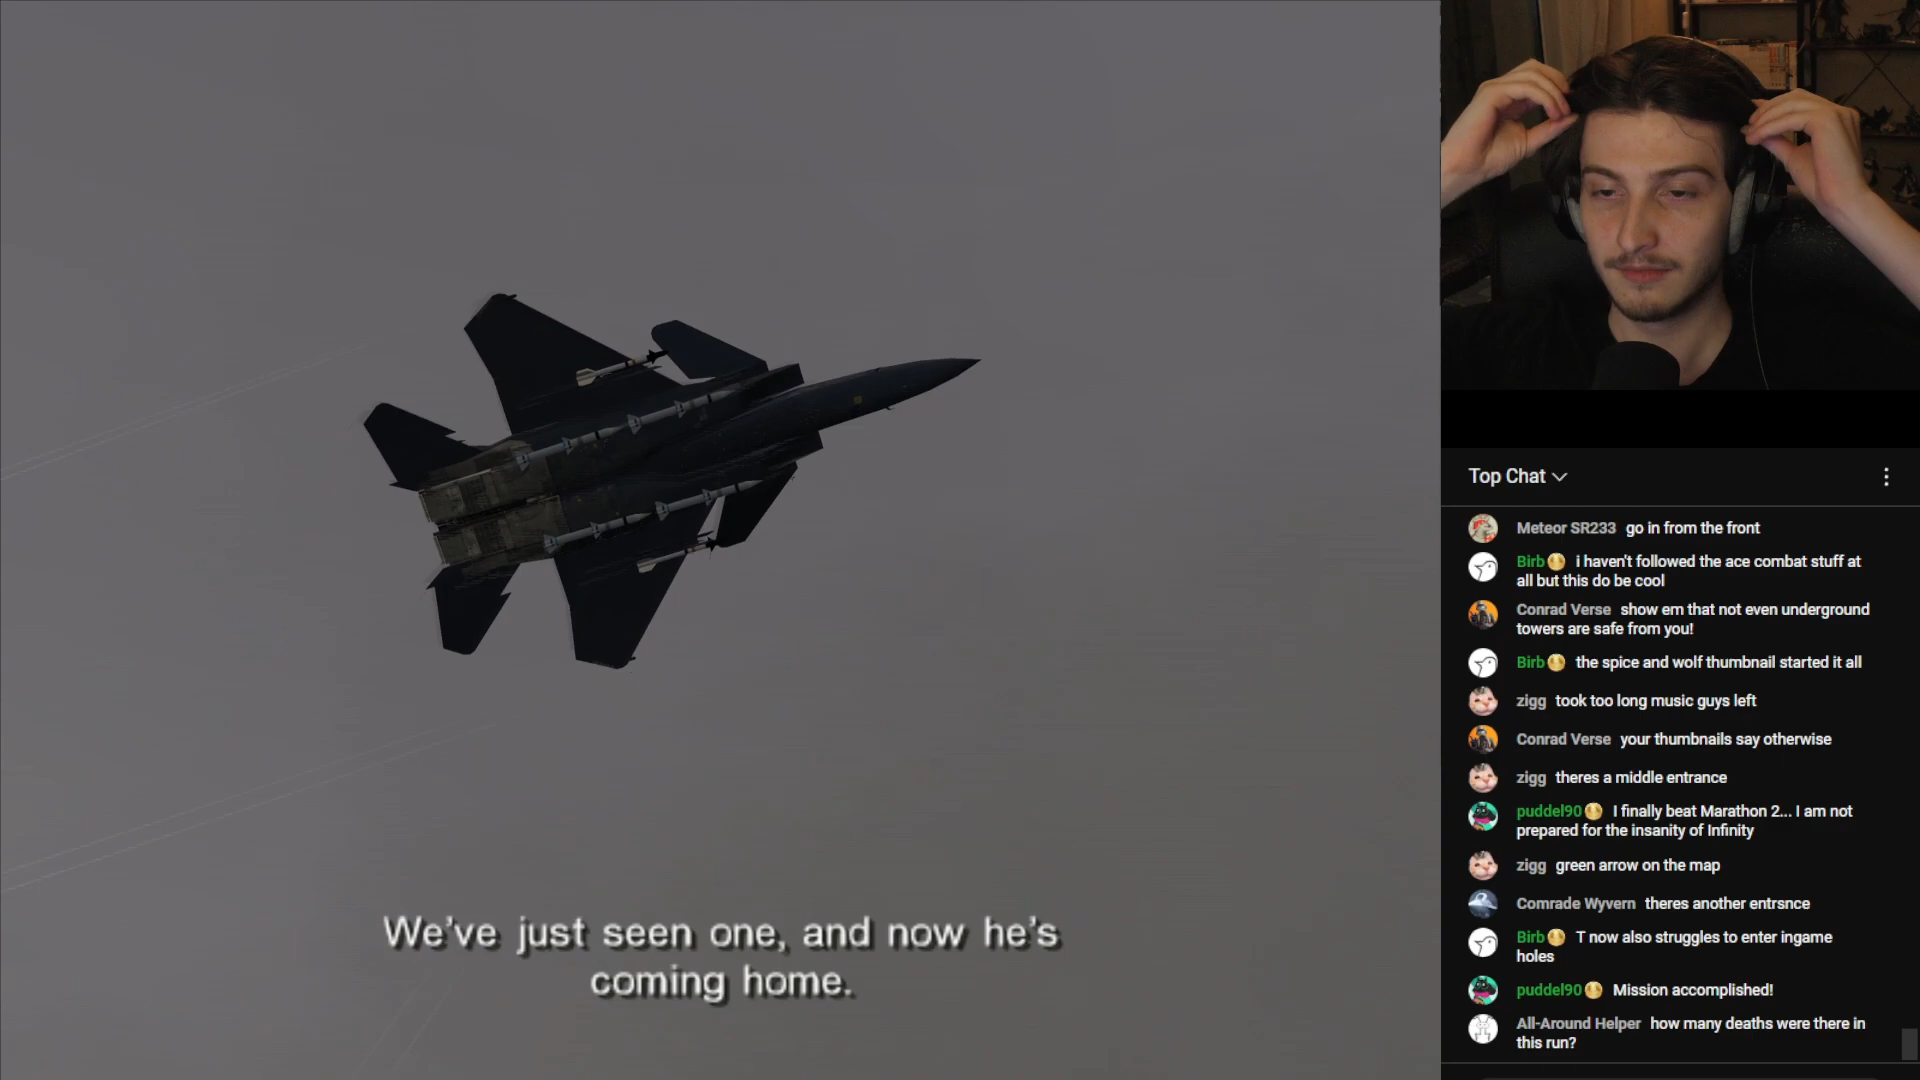 We've just seen one, and now he's
coming home.
Top Chat
Meteor SR233 go in from the front
Birb i haven't followed the ace combat stuff at
all but this do be cool
Conrad Verse show em that not even underground
towers are safe from you!
Birb the spice and wolf thumbnail started it all
zigg took too long music guys left
Conrad Verse your thumbnails say otherwise
zigg theres a middle entrance
puddel90 I finally beat Marathon 2... I am not
prepared for the insanity of Infinity
zigg green arrow on the map
Comrade Wyvern theres another entrsnce
Birb T now also struggles to enter ingame
holes
puddel90 Mission accomplished!
All-Around Helper how many deaths were there in
this run?